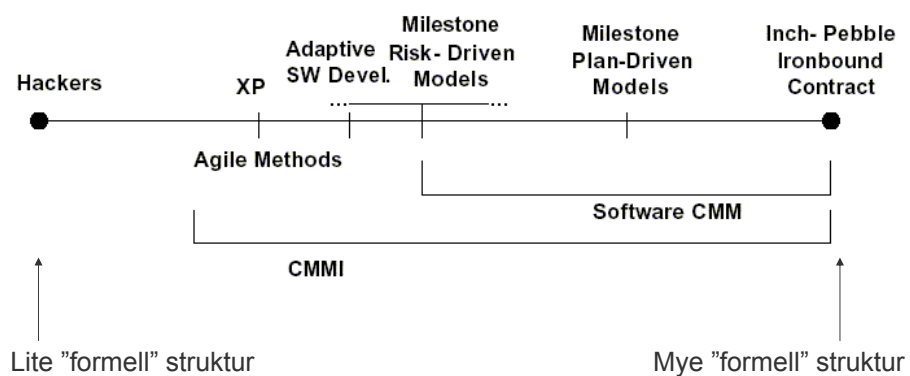 Hackers
XP
Adaptive
SW Devel.
Milestone
Risk- Driven
Models
Milestone
Plan-Driven
Models
Inch- Pebble
Ironbound
Contract
...
...
Agile Methods
Software CMM
CMMI
Lite ”formell” struktur
Mye ”formell” struktur